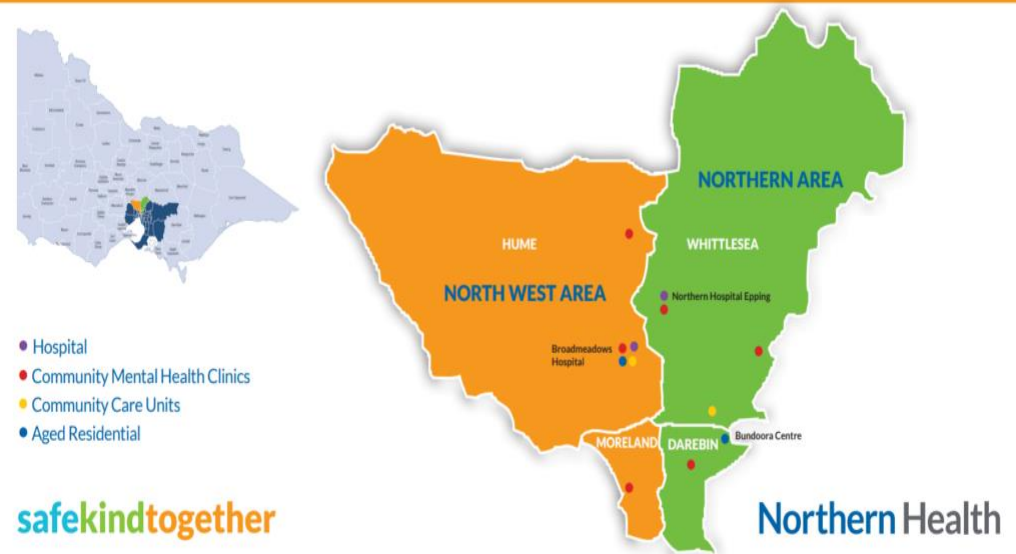 NORTHERN AREA
HUME
WHITTLESEA
NORTH WEST AREA
Northern Hospital Epping
Broadmeadows
Hospital
MORELAND
DAREBIN
Bundoora Centre
Hospital
Community Mental Health Clinics
Community Care Units
Aged Residential
safekindtogether
Northern Health